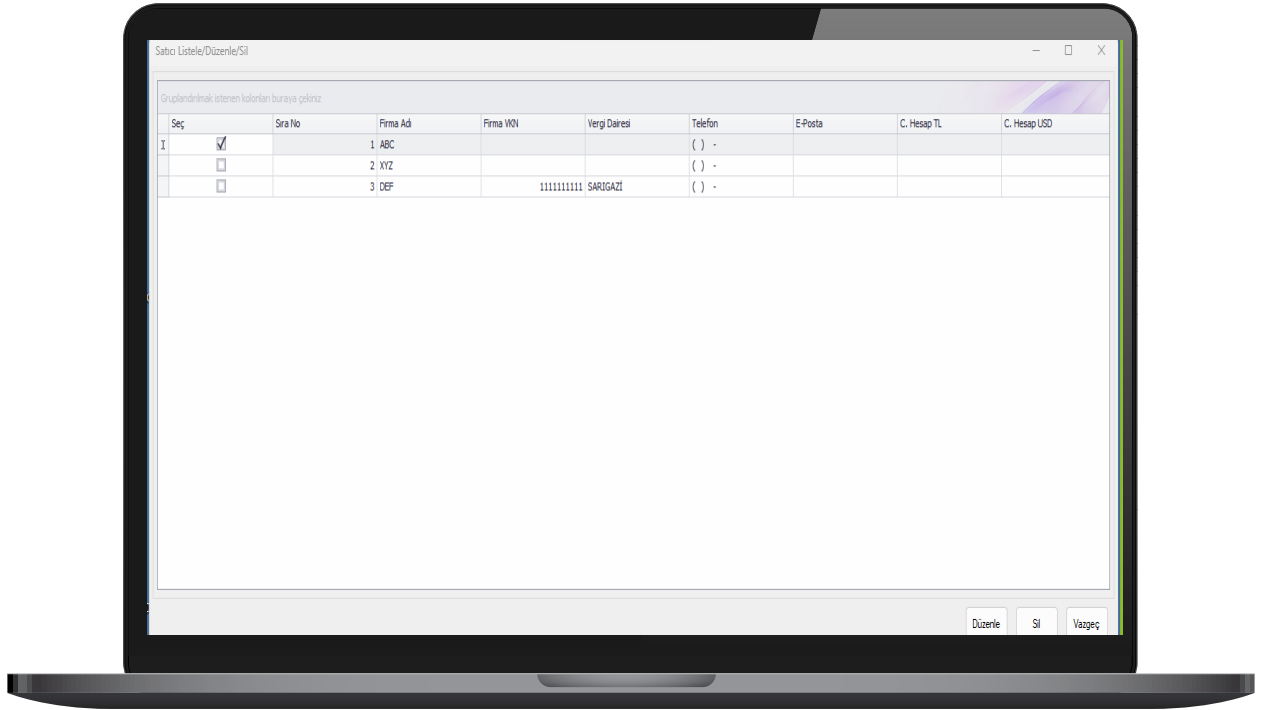 Satıcı Listele/Düzenle/Sil
Gruplandırılmak istenen kolonları buraya çekiniz
Seç Sıra No Firma Adı Firma VKN Vergi Dairesi Telefon E-Posta C. Hesap TL C. Hesap USD
1 ABC ( ) -
2 XYZ ( ) -
3 DEF 1111111111 SARIGAZİ ( ) -
Düzenle Sil Vazgeç